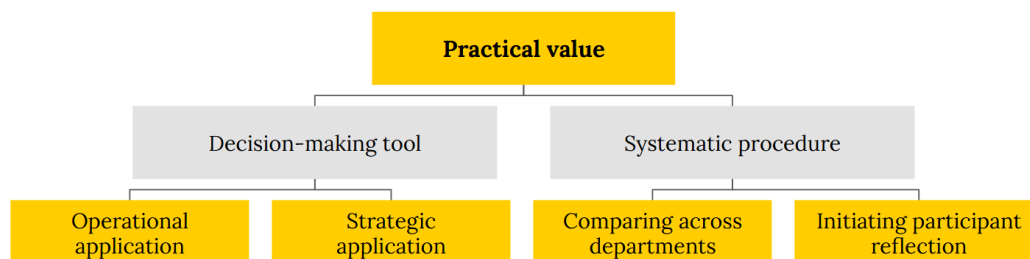 Practical value
Decision-making tool
Systematic procedure
Operational
application
Strategic
application
Comparing across
departments
Initiating participant
reflection